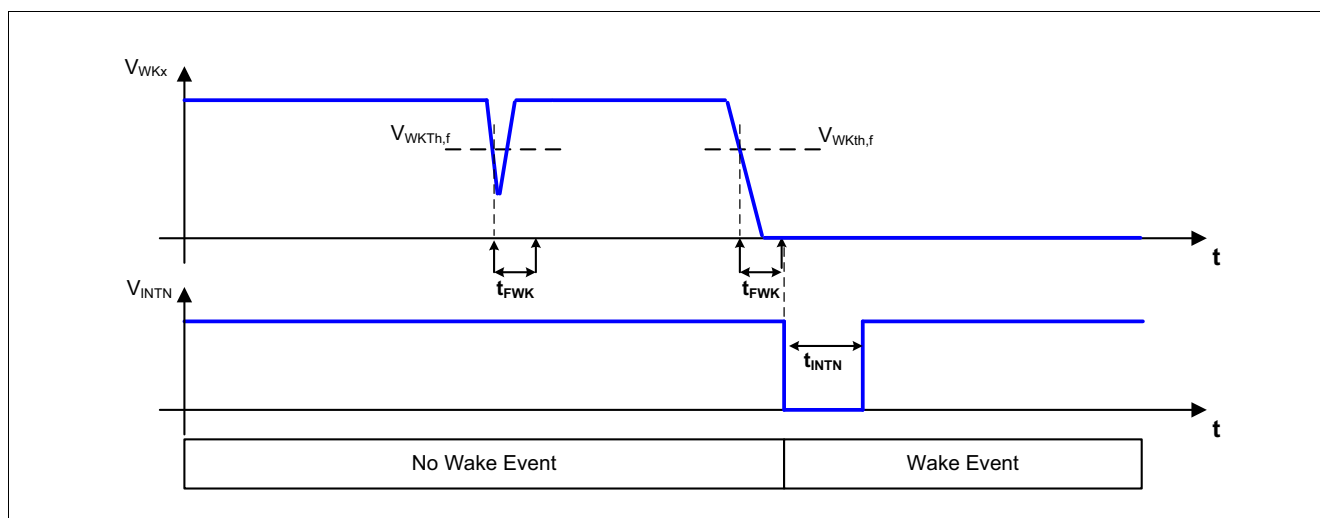 VWKx
VWKTh,f
VWKth,f
t
tFWK
tFWK
VINTN
tINTN
t
No Wake Event
Wake Event